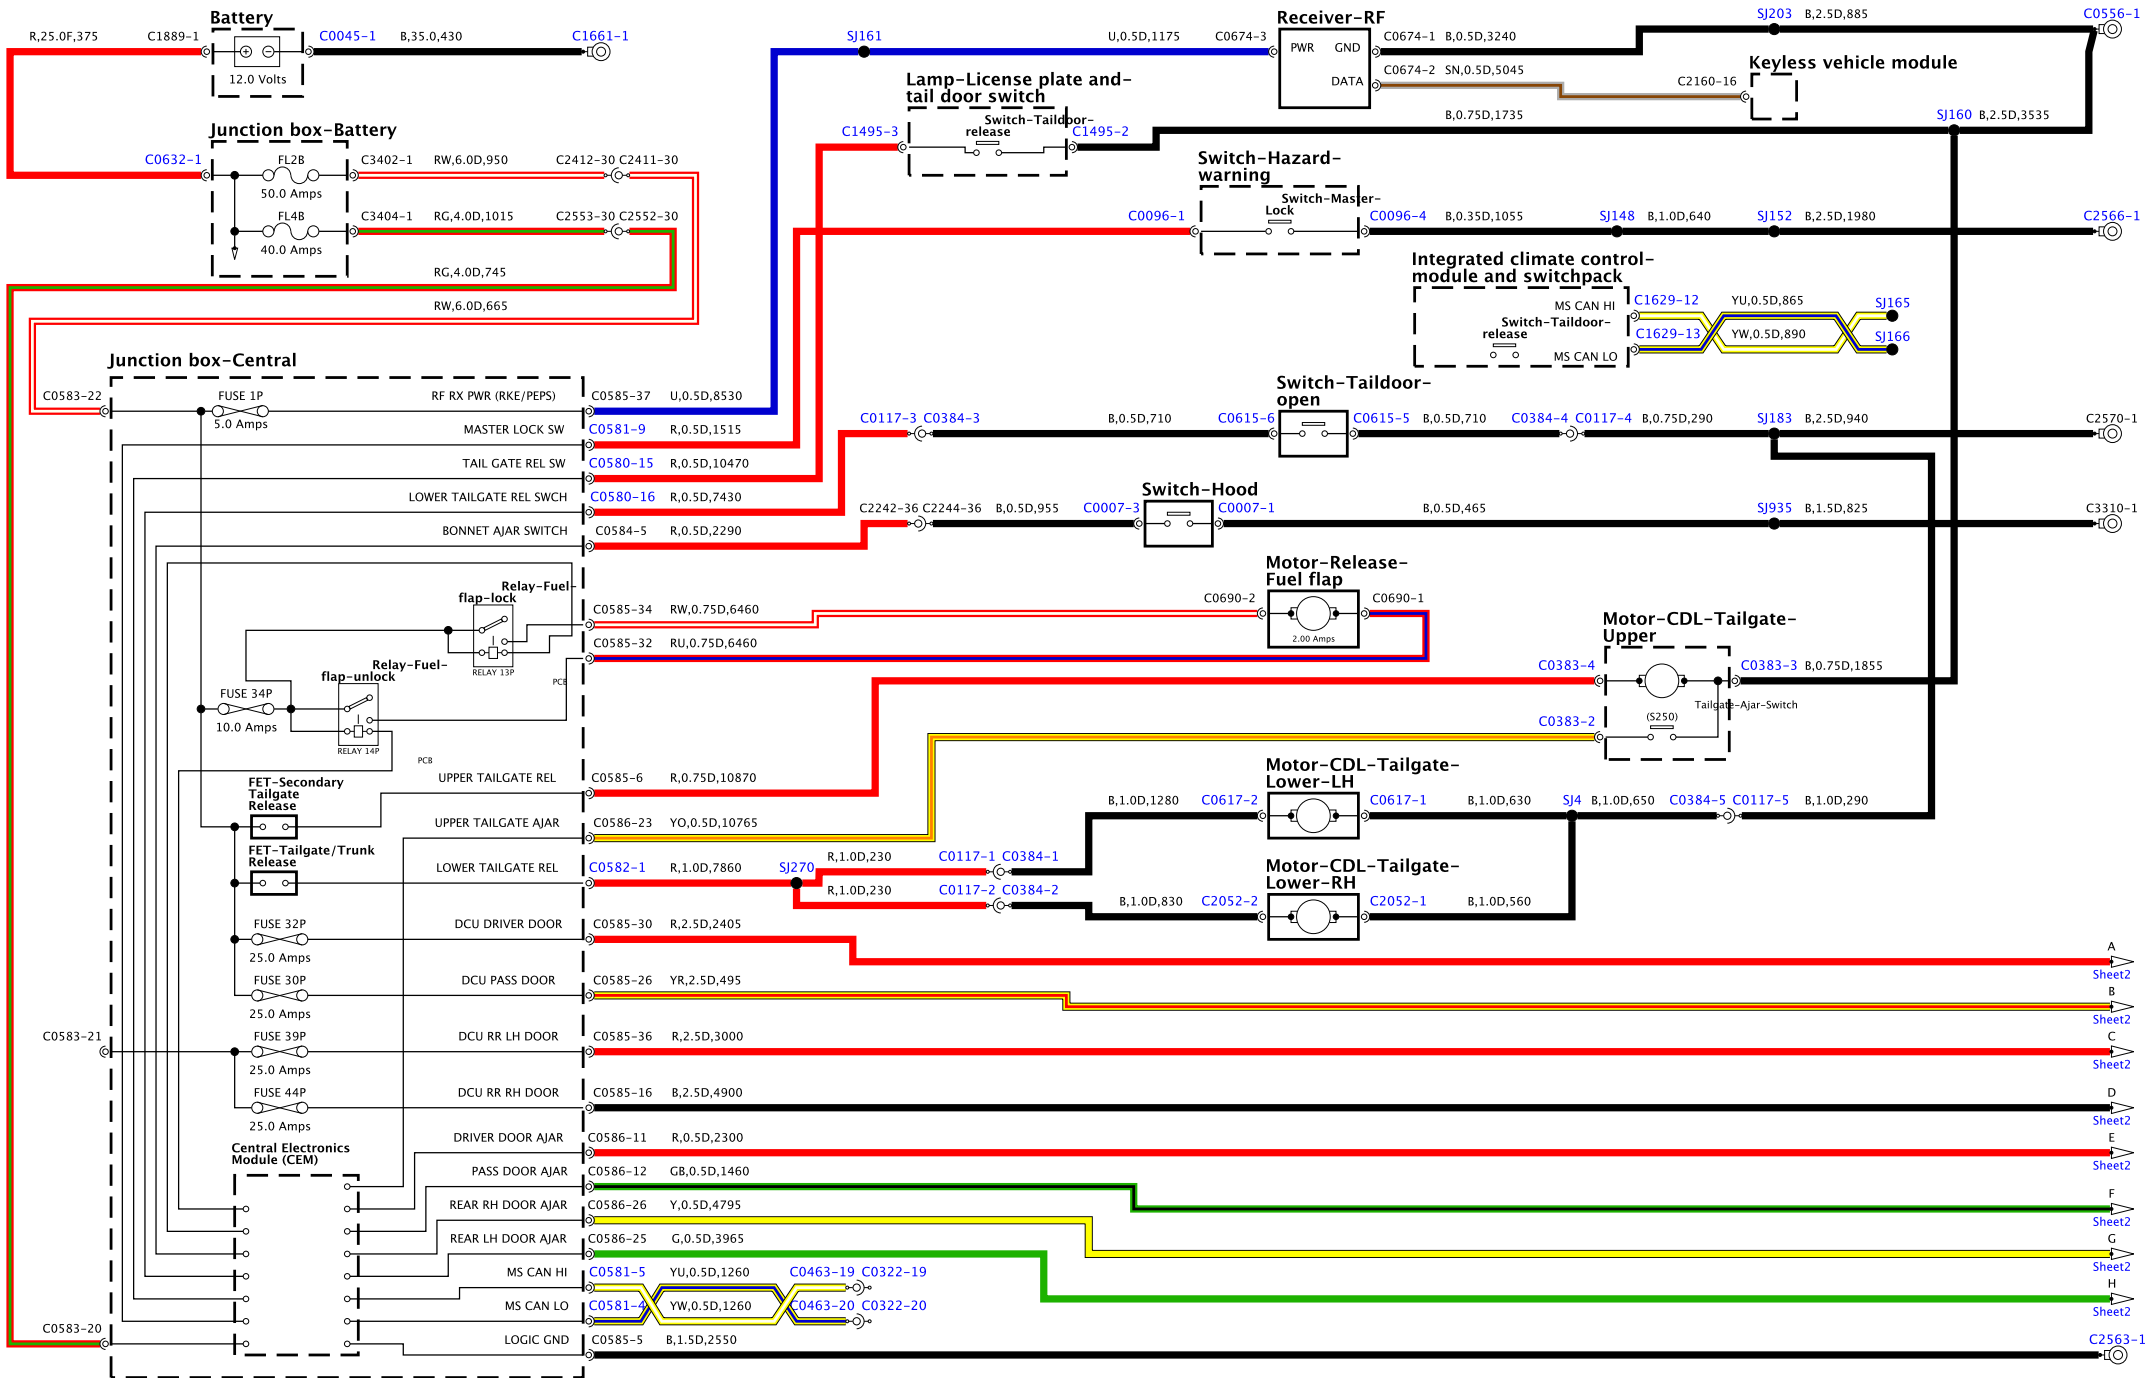 Battery
R,25.0F,375
C1889-1
C0045-1
B,35.0,430
C1661-1
12.0 Volts
SJ161
U,0.5D,1175
C0674-3
Receiver-RF
PWR
GND
DATA
C0674-1
B,0.5D,3240
C0674-2
SN,0.5D,5045
SJ203
B,2.5D,885
C0556-1
Keyless vehicle module
C2160-16
Lamp-License plate and-
tail door switch
Switch-Taildoor-
release
C1495-3
C1495-2
B,0.75D,1735
SJ160
B,2.5D,3535
Junction box-Battery
C0632-1
FL2B
50.0 Amps
C3402-1
RW,6.0D,950
C2412-30
C2411-30
FL4B
40.0 Amps
C3404-1
RG,4.0D,1015
C2553-30
C2552-30
RG,4.0D,745
RW,6.0D,665
Switch-Hazard-
warning
Switch-Master-
Lock
C0096-1
C0096-4
B,0.35D,1055
SJ148
B,1.0D,640
SJ152
B,2.5D,1980
C2566-1
Integrated climate control-
module and switchpack
MS CAN HI
Switch-Taildoor-
release
MS CAN LO
C1629-12
YU,0.5D,865
SJ165
C1629-13
YW,0.5D,890
SJ166
Junction box-Central
C0583-22
FUSE 1P
5.0 Amps
RF RX PWR (RKE/PEPS)
C0585-37
U,0.5D,8530
MASTER LOCK SW
C0581-9
R,0.5D,1515
TAIL GATE REL SW
C0580-15
R,0.5D,10470
LOWER TAILGATE REL SWCH
C0580-16
R,0.5D,7430
BONNET AJAR SWITCH
C0584-5
R,0.5D,2290
Switch-Taildoor-
open
C0117-3
C0384-3
B,0.5D,710
C0615-6
C0615-5
B,0.5D,710
C0384-4
C0117-4
B,0.75D,290
SJ183
B,2.5D,940
C2570-1
Switch-Hood
C2242-36
C2244-36
B,0.5D,955
C0007-3
C0007-1
B,0.5D,465
SJ935
B,1.5D,825
C3310-1
Relay-Fuel-
flap-lock
RELAY 13P
C0585-34
RW,0.75D,6460
C0585-32
RU,0.75D,6460
PCB
Motor-Release-
Fuel flap
C0690-2
C0690-1
2.00 Amps
Relay-Fuel-
flap-unlock
RELAY 14P
FUSE 34P
10.0 Amps
PCB
Motor-CDL-Tailgate-
Upper
C0383-4
C0383-3
B,0.75D,1855
Tailgate-Ajar-Switch
(S250)
C0383-2
FET-Secondary
Tailgate
Release
UPPER TAILGATE REL
C0585-6
R,0.75D,10870
UPPER TAILGATE AJAR
C0586-23
YO,0.5D,10765
FET-Tailgate/Trunk
Release
LOWER TAILGATE REL
C0582-1
R,1.0D,7860
SJ270
R,1.0D,230
C0117-1
C0384-1
R,1.0D,230
C0117-2
C0384-2
Motor-CDL-Tailgate-
Lower-LH
B,1.0D,1280
C0617-2
C0617-1
B,1.0D,630
SJ4
B,1.0D,650
C0384-5
C0117-5
B,1.0D,290
Motor-CDL-Tailgate-
Lower-RH
B,1.0D,830
C2052-2
C2052-1
B,1.0D,560
FUSE 32P
25.0 Amps
DCU DRIVER DOOR
C0585-30
R,2.5D,2405
A
Sheet2
FUSE 30P
25.0 Amps
DCU PASS DOOR
C0585-26
YR,2.5D,495
B
Sheet2
C0583-21
FUSE 39P
25.0 Amps
DCU RR LH DOOR
C0585-36
R,2.5D,3000
C
Sheet2
FUSE 44P
25.0 Amps
DCU RR RH DOOR
C0585-16
B,2.5D,4900
D
Sheet2
Central Electronics
Module (CEM)
DRIVER DOOR AJAR
C0586-11
R,0.5D,2300
E
Sheet2
PASS DOOR AJAR
C0586-12
GB,0.5D,1460
F
Sheet2
REAR RH DOOR AJAR
C0586-26
Y,0.5D,4795
G
Sheet2
REAR LH DOOR AJAR
C0586-25
G,0.5D,3965
H
Sheet2
MS CAN HI
C0581-5
YU,0.5D,1260
C0463-19
C0322-19
MS CAN LO
C0581-4
YW,0.5D,1260
C0463-20
C0322-20
C0583-20
LOGIC GND
C0585-5
B,1.5D,2550
C2563-1